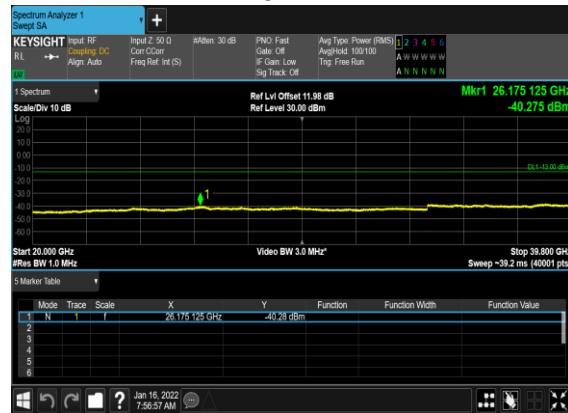 Spectrum Analyzer 1
Swept SA
+
KEYSIGHT Input: RF Input Z: 50 Ω #Atten: 30 dB PNO: Fast Avg Type: Power (RMS) 1 2 3 4 5 6
RL Coupling: DC Corr CCorr Gate: Off Avg|Hold: 100/100 A W W W W W
Align: Auto Freq Ref: Int (S) IF Gain: Low Trig: Free Run
LXI Sig Track: Off A N N N N N
1 Spectrum Ref Lvl Offset 11.98 dB Mkr1 26.175 125 GHz
Scale/Div 10 dB Ref Level 30.00 dBm -40.275 dBm
Log
20.0
10.0
0.00
-10.0
DL1 -13.00 dBm
-20.0
-30.0
1
-40.0
-50.0
-60.0
Start 20.000 GHz Video BW 3.0 MHz* Stop 39.800 GHz
#Res BW 1.0 MHz Sweep ~39.2 ms (40001 pts)
5 Marker Table
Mode Trace Scale X Y Function Function Width Function Value
1 N 1 f 26.175 125 GHz -40.28 dBm
2
3
4
5
6
? Jan 16, 2022
7:56:57 AM